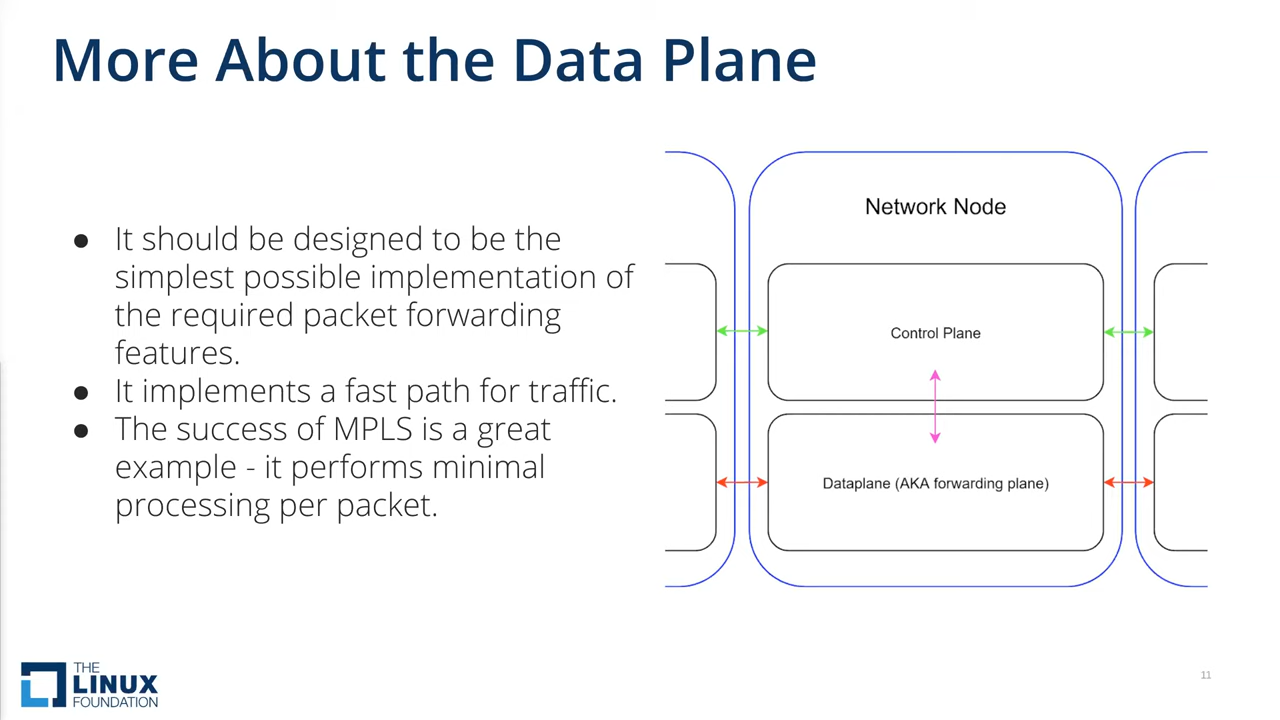 More About the Data Plane
● It should be designed to be the
simplest possible implementation of
the required packet forwarding
features.
● It implements a fast path for traffic.
● The success of MPLS is a great
example - it performs minimal
processing per packet.
Network Node
Control Plane
Dataplane (AKA forwarding plane)
THE
LINUX
FOUNDATION
11